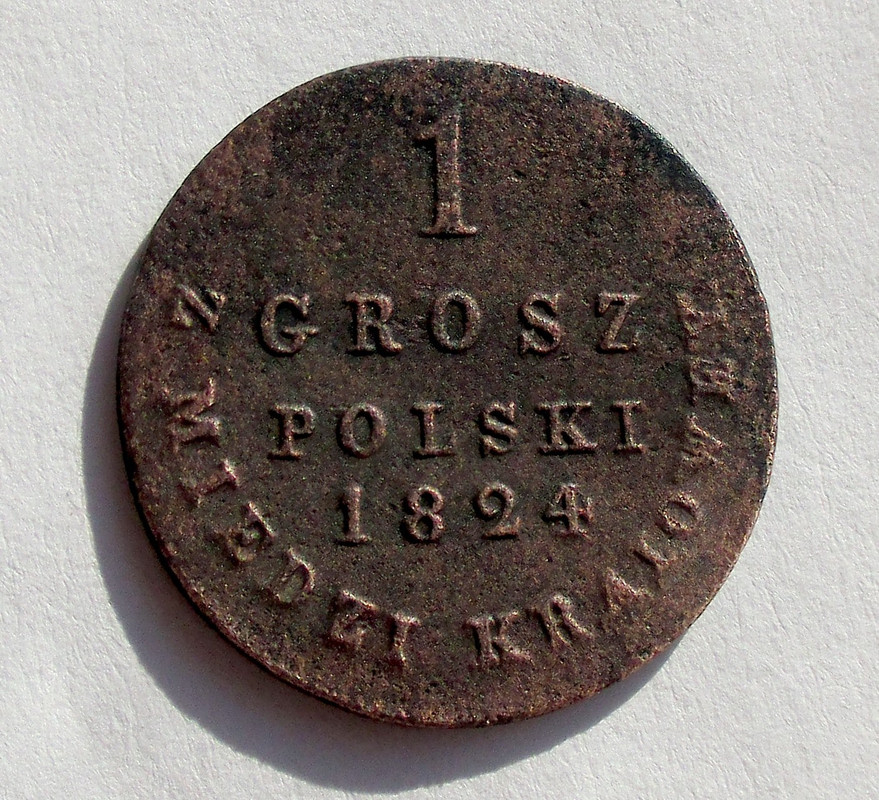 1
GROSZ
POLSKI
1824
Z MIEDZI KRAIOWEY